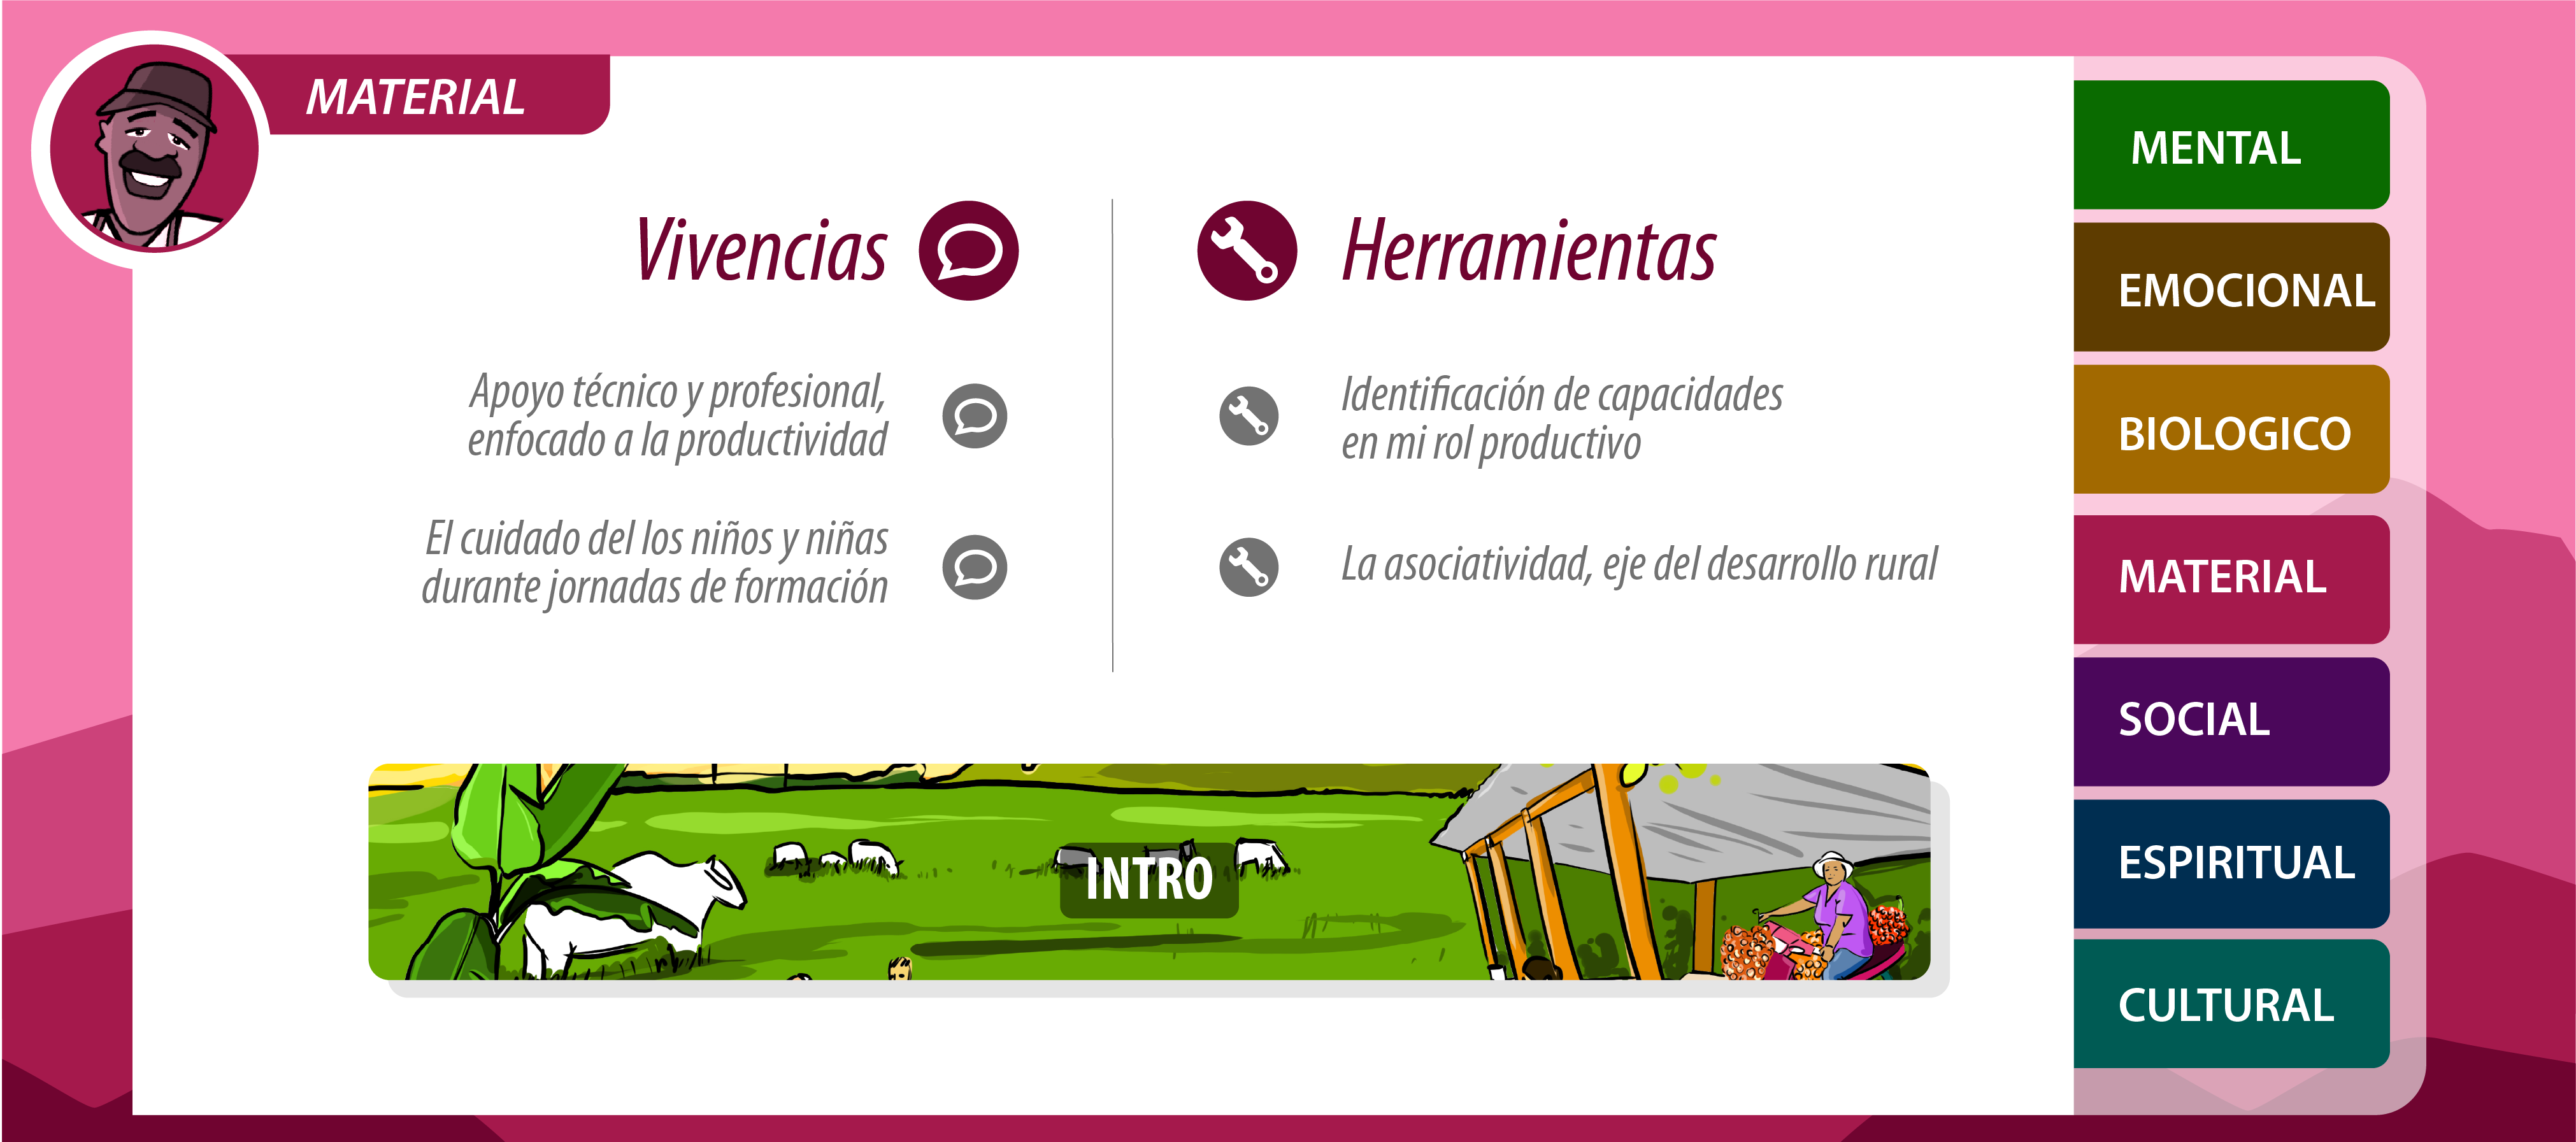 MATERIAL
Vivencias
Apoyo técnico y profesional,
enfocado a la productividad
El cuidado del los niños y niñas
durante jornadas de formación
Herramientas
Identificación de capacidades
en mi rol productivo
La asociatividad, eje del desarrollo rural
INTRO
MENTAL
EMOCIONAL
BIOLOGICO
MATERIAL
SOCIAL
ESPIRITUAL
CULTURAL